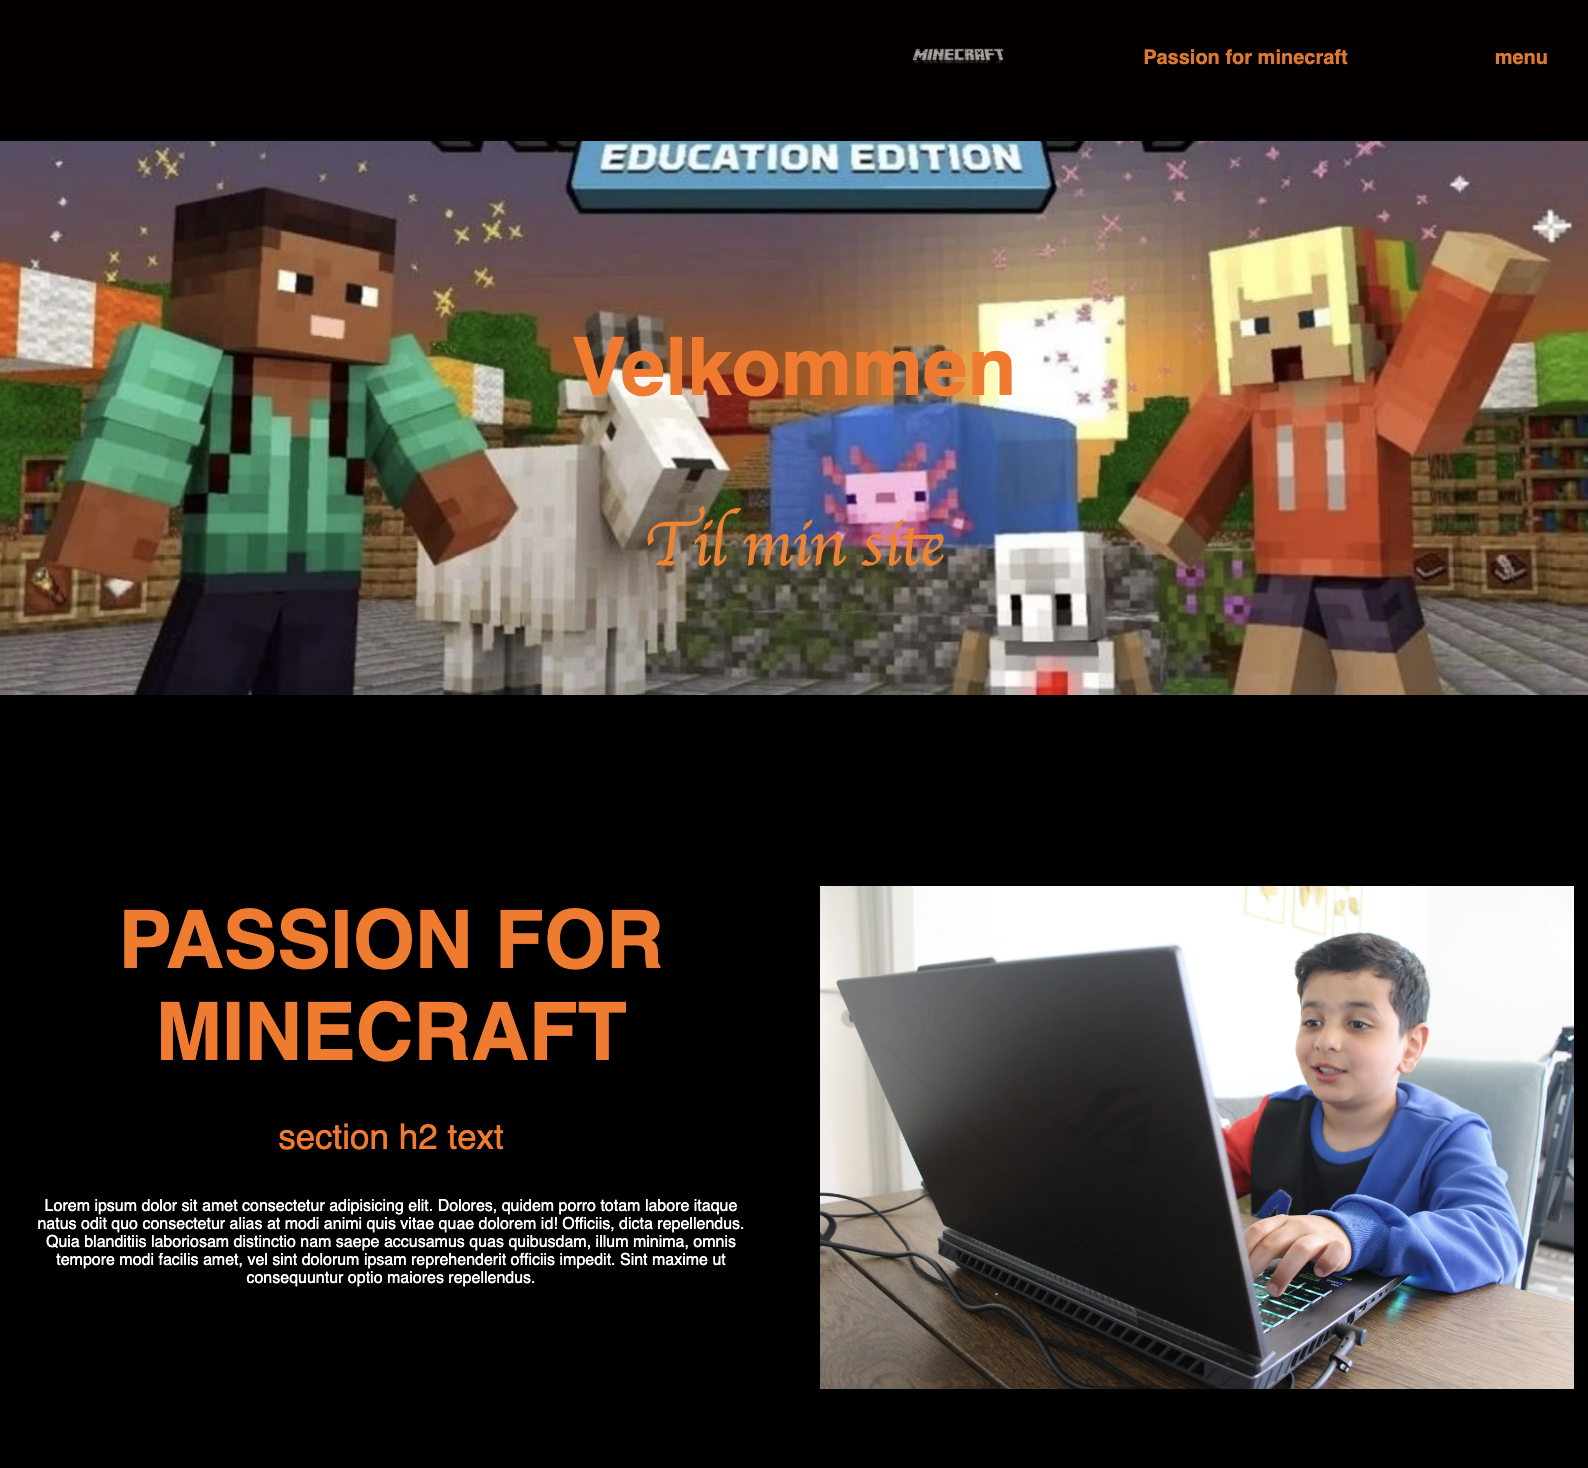 MINECRAFT
Passion for minecraft
menu
EDUCATION EDITION
Velkommen
Til min site
PASSION FOR
MINECRAFT
section h2 text
Lorem ipsum dolor sit amet consectetur adipisicing elit. Dolores, quidem porro totam labore itaque
natus odit quo consectetur alias at modi animi quis vitae quae dolorem id! Officiis, dicta repellendus.
Quia blanditiis laboriosam distinctio nam saepe accusamus quas quibusdam, illum minima, omnis
tempore modi facilis amet, vel sint dolorum ipsam reprehenderit officiis impedit. Sint maxime ut
consequuntur optio maiores repellendus.